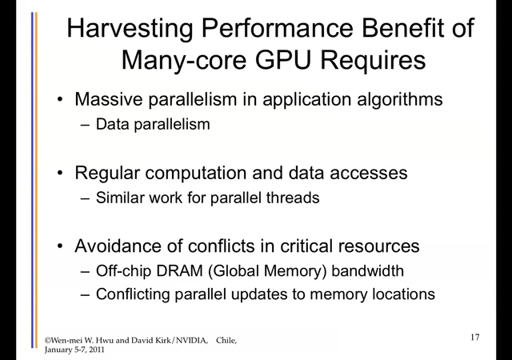 Harvesting Performance Benefit of
Many-core GPU Requires
• Massive parallelism in application algorithms
– Data parallelism
• Regular computation and data accesses
– Similar work for parallel threads
• Avoidance of conflicts in critical resources
– Off-chip DRAM (Global Memory) bandwidth
– Conflicting parallel updates to memory locations
©Wen-mei W. Hwu and David Kirk/NVIDIA, Chile,
January 5-7, 2011
17